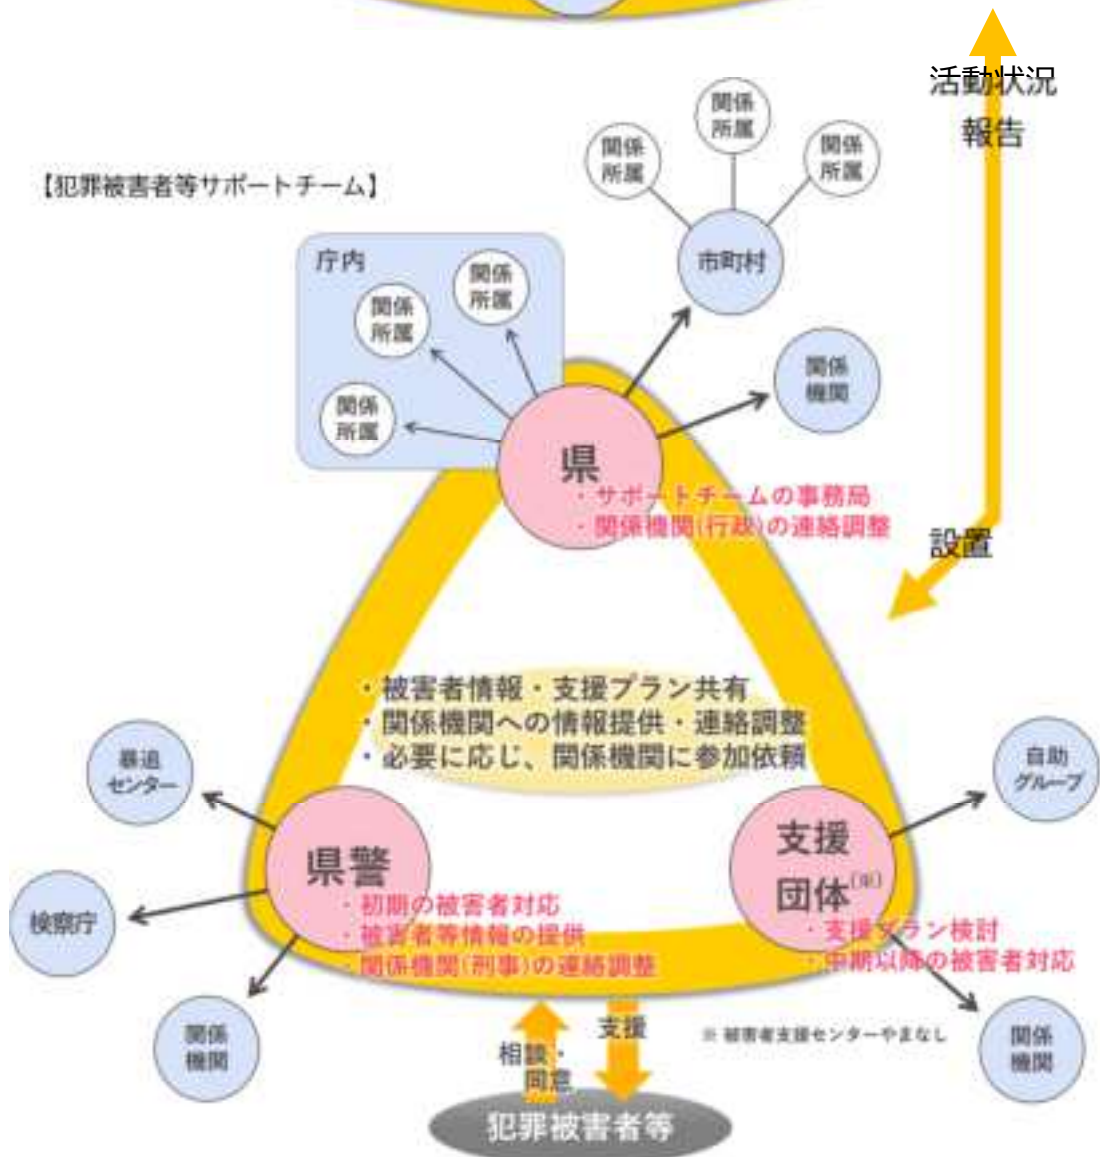 活動状況
報告
【犯罪被害者等サポートチーム】
関係
所属
関係
所属
関係
所属
市町村
庁内
関係
所属
関係
所属
関係
所属
関係
機関
県
・サポートチームの事務局
・関係機関(行政)の連絡調整
設置
・被害者情報・支援プラン共有
・関係機関への情報提供・連絡調整
・必要に応じ、関係機関に参加依頼
暴追
センター
検察庁
関係
機関
県警
・初期の被害者対応
・被害者等情報の提供
・関係機関(刑事)の連絡調整
支援
団体(※)
・支援プラン検討
・中期以降の被害者対応
自助
グループ
関係
機関
相談・
同意
支援
※ 被害者支援センターやまなし
犯罪被害者等